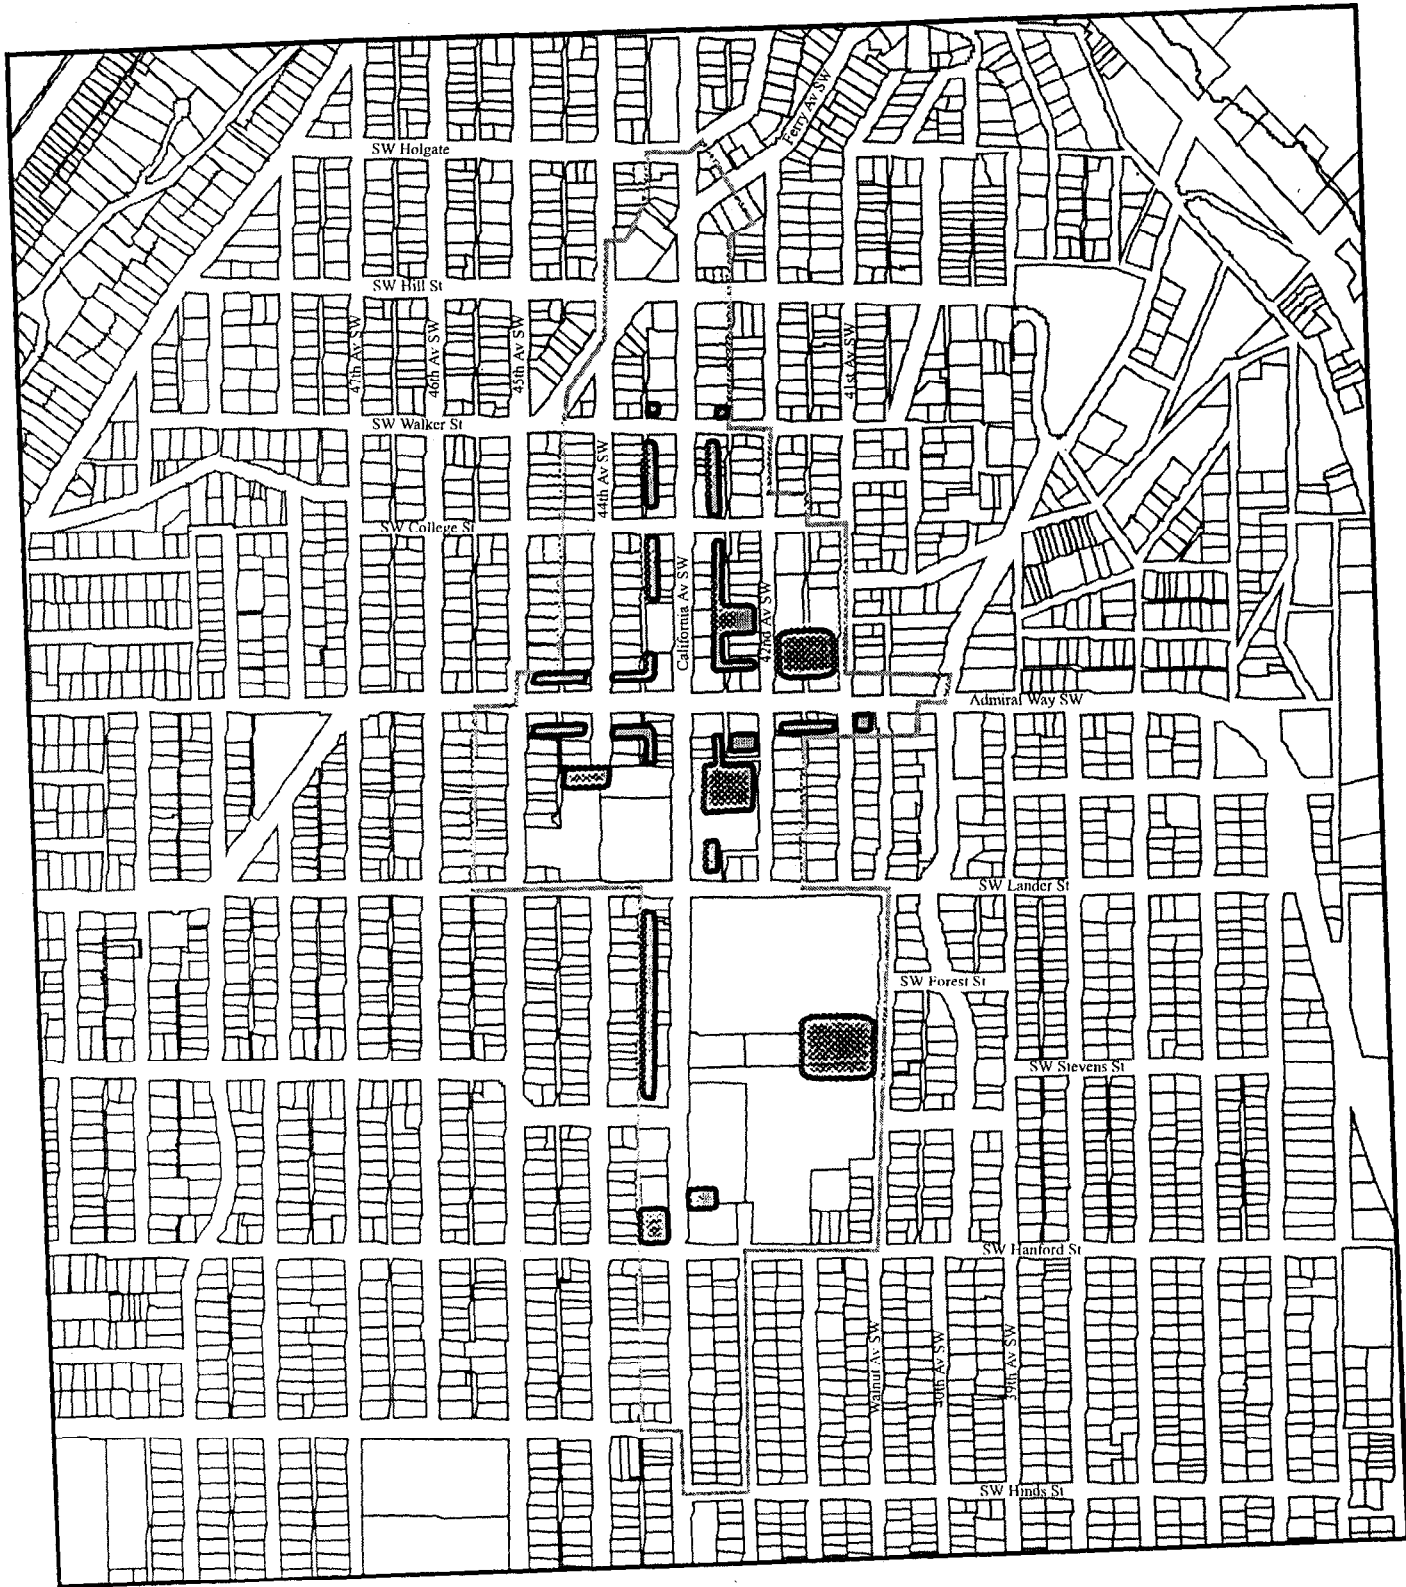 Ferry Av SW
SW Holgate
SW Hill St
47th Av SW
46th Av SW
45th Av SW
41st Av SW
SW Walker St
44th Av SW
SW College St
California Av SW
42nd Av SW
Admiral Way SW
SW Lander St
SW Forest St
SW Stevens St
SW Hanford St
Walnut Av SW
40th Av SW
39th Av SW
SW Hinds St